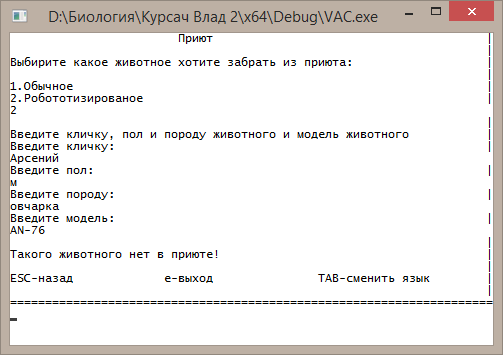 D:\Биология\Курсач Влад 2\x64\Debug\VAC.exe
Приют |
|
Выбирите какое животное хотите забрать из приюта: |
|
1.Обычное |
2.Робототизированое |
2
|
Введите кличку, пол и породу животного и модель животного |
Введите кличку: |
Арсений
Введите пол: |
м
Введите породу: |
овчарка
Введите модель: |
AN-76
|
Такого животного нет в приюте! |
|
ESC-назад е-выход TAB-сменить язык |
|
======================================================================